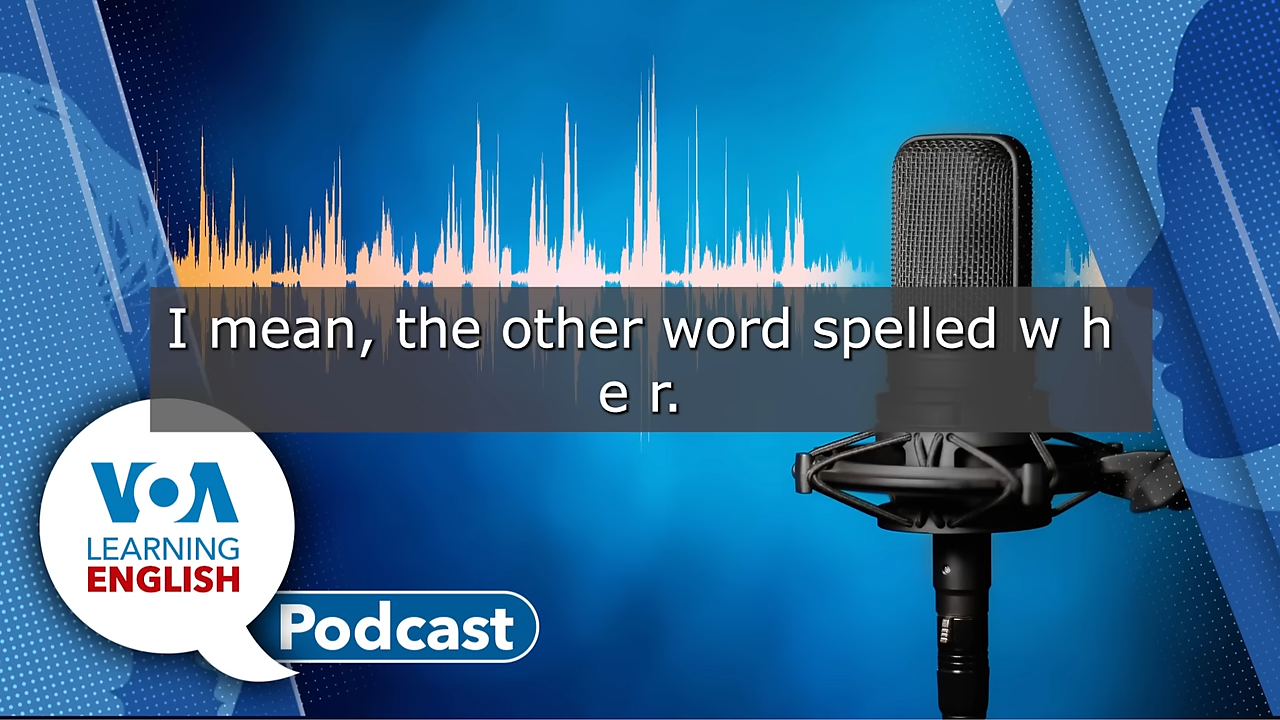 I mean, the other word spelled w h
e r.
VOA
LEARNING
ENGLISH
Podcast